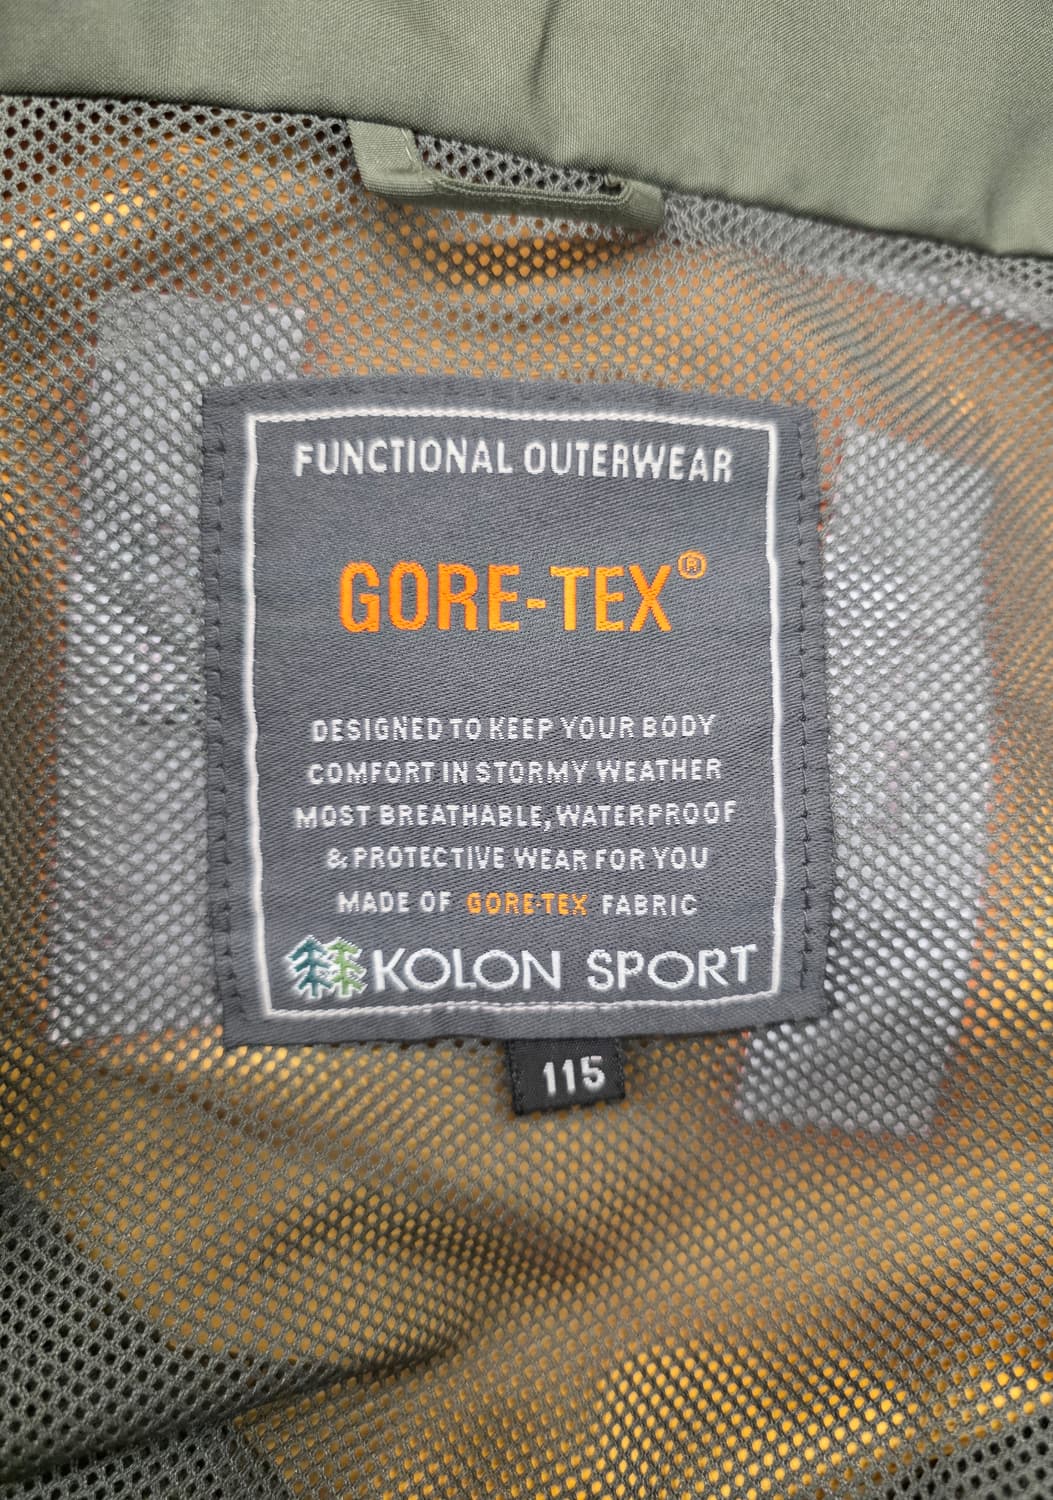 FUNCTIONAL OUTERWEAR
GORE-TEX®
DESIGNED TO KEEP YOUR BODY
COMFORT IN STORMY WEATHER
MOST BREATHABLE, WATERPROOF
& PROTECTIVE WEAR FOR YOU
MADE OF GORE-TEX FABRIC
KOLON SPORT
115